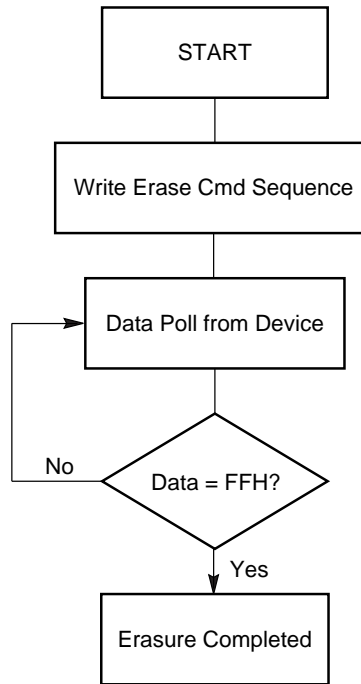 START
Write Erase Cmd Sequence
Data Poll from Device
No
Data = FFH?
Yes
Erasure Completed